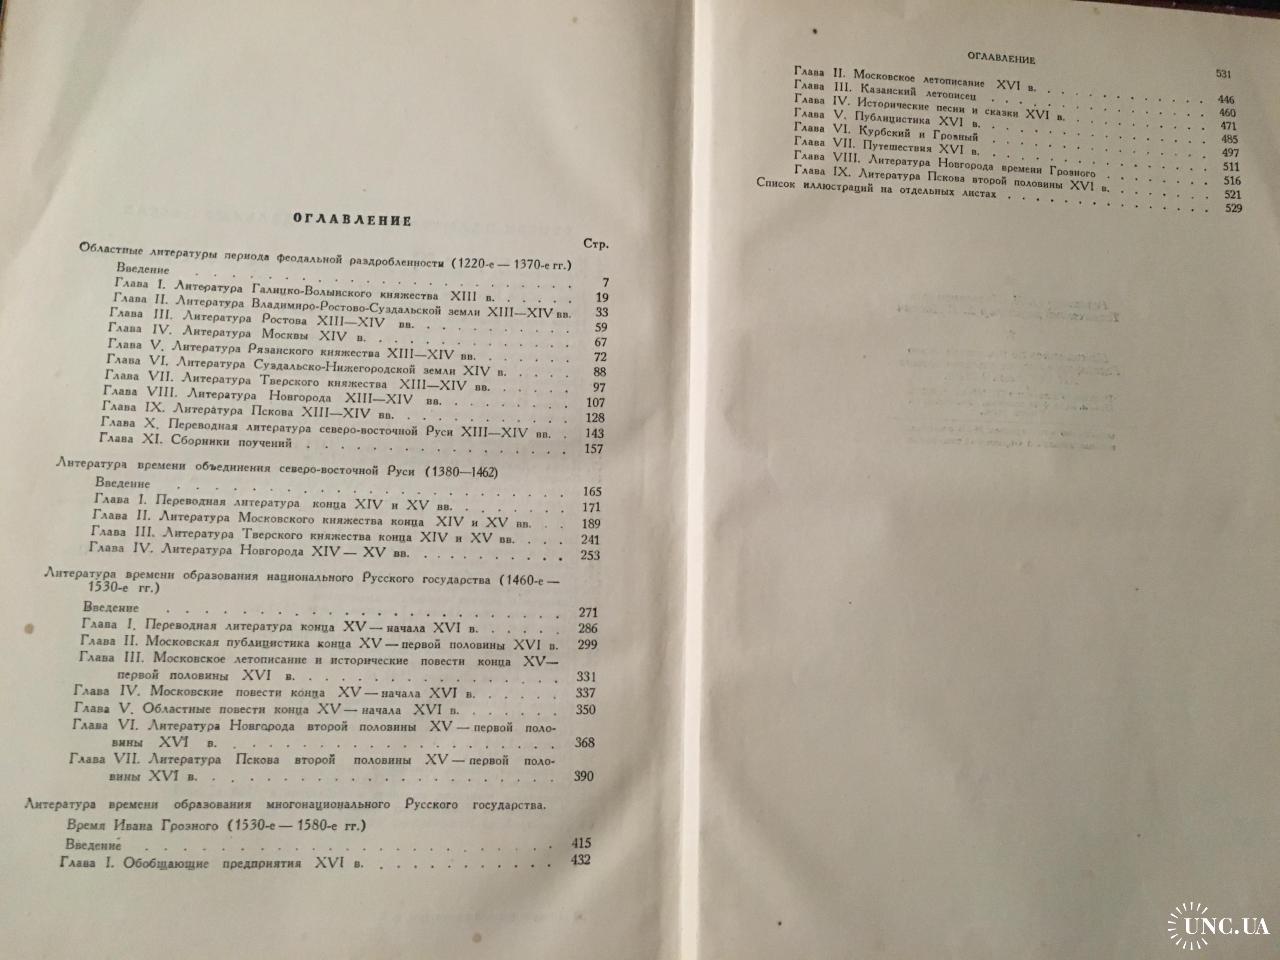 ОГЛАВЛЕНИЕ
Стр.
Областные литературы периода феодальной раздробленности (1220-е — 1370-е гг.)
Введение . . . . . . . . . . . . . . . . . . . . 7
Глава I. Литература Галицко-Волынского княжества XIII в. . . . . . 19
Глава II. Литература Владимиро-Ростово-Суздальской земли XIII—XIV вв. 33
Глава III. Литература Ростова XIII—XIV вв. . . . . . . . . . 59
Глава IV. Литература Москвы XIV в. . . . . . . . . . . . 67
Глава V. Литература Рязанского княжества XIII—XIV вв. . . . . . 72
Глава VI. Литература Суздальско-Нижегородской земли XIV в. . . . . 88
Глава VII. Литература Тверского княжества XIII—XIV вв. . . . . 97
Глава VIII. Литература Новгорода XIII—XIV вв. . . . . . . . 107
Глава IX. Литература Пскова XIII—XIV вв. . . . . . . . . . 128
Глава X. Переводная литература северо-восточной Руси XIII—XIV вв. . 143
Глава XI. Сборники поучений . . . . . . . . . . . . . . 157
Литература времени объединения северо-восточной Руси (1380—1462)
Введение . . . . . . . . . . . . . . . . . . . . 165
Глава I. Переводная литература конца XIV и XV вв. . . . . . . 171
Глава II. Литература Московского княжества конца XIV и XV вв. . . 189
Глава III. Литература Тверского княжества конца XIV и XV вв. . . . 241
Глава IV. Литература Новгорода XIV — XV вв. . . . . . . . . 253
Литература времени образования национального Русского государства (1460-е —
1530-е гг.)
Введение . . . . . . . . . . . . . . . . . . . . 271
Глава I. Переводная литература конца XV — начала XVI в. . . . . . 286
Глава II. Московская публицистика конца XV — первой половины XVI в. 299
Глава III. Московское летописание и исторические повести конца XV—
первой половины XVI в. . . . . . . . . . . . . . . 331
Глава IV. Московские повести конца XV — начала XVI в. . . . . . 337
Глава V. Областные повести конца XV — начала XVI в. . . . . . . 350
Глава VI. Литература Новгорода второй половины XV — первой поло-
вины XVI в. . . . . . . . . . . . . . . . . . . 368
Глава VII. Литература Пскова второй половины XV — первой поло-
вины XVI в. . . . . . . . . . . . . . . . . . . 390
Литература времени образования многонационального Русского государства.
Время Ивана Грозного (1530-е — 1580-е гг.)
Введение . . . . . . . . . . . . . . . . . . . . 415
Глава I. Обобщающие предприятия XVI в. . . . . . . . . . . 432
ОГЛАВЛЕНИЕ 531
Глава II. Московское летописание XVI в. . . . . . . . . . . 446
Глава III. Казанский летописец . . . . . . . . . . . . . 460
Глава IV. Исторические песни и сказки XVI в. . . . . . . . . 471
Глава V. Публицистика XVI в. . . . . . . . . . . . . . 485
Глава VI. Курбский и Грозный . . . . . . . . . . . . . 497
Глава VII. Путешествия XVI в. . . . . . . . . . . . . . 511
Глава VIII. Литература Новгорода времени Грозного . . . . . . . 516
Глава IX. Литература Пскова второй половины XVI в. . . . . . . 521
Список иллюстраций на отдельных листах . . . . . . . . . . . 529
UNC.UA